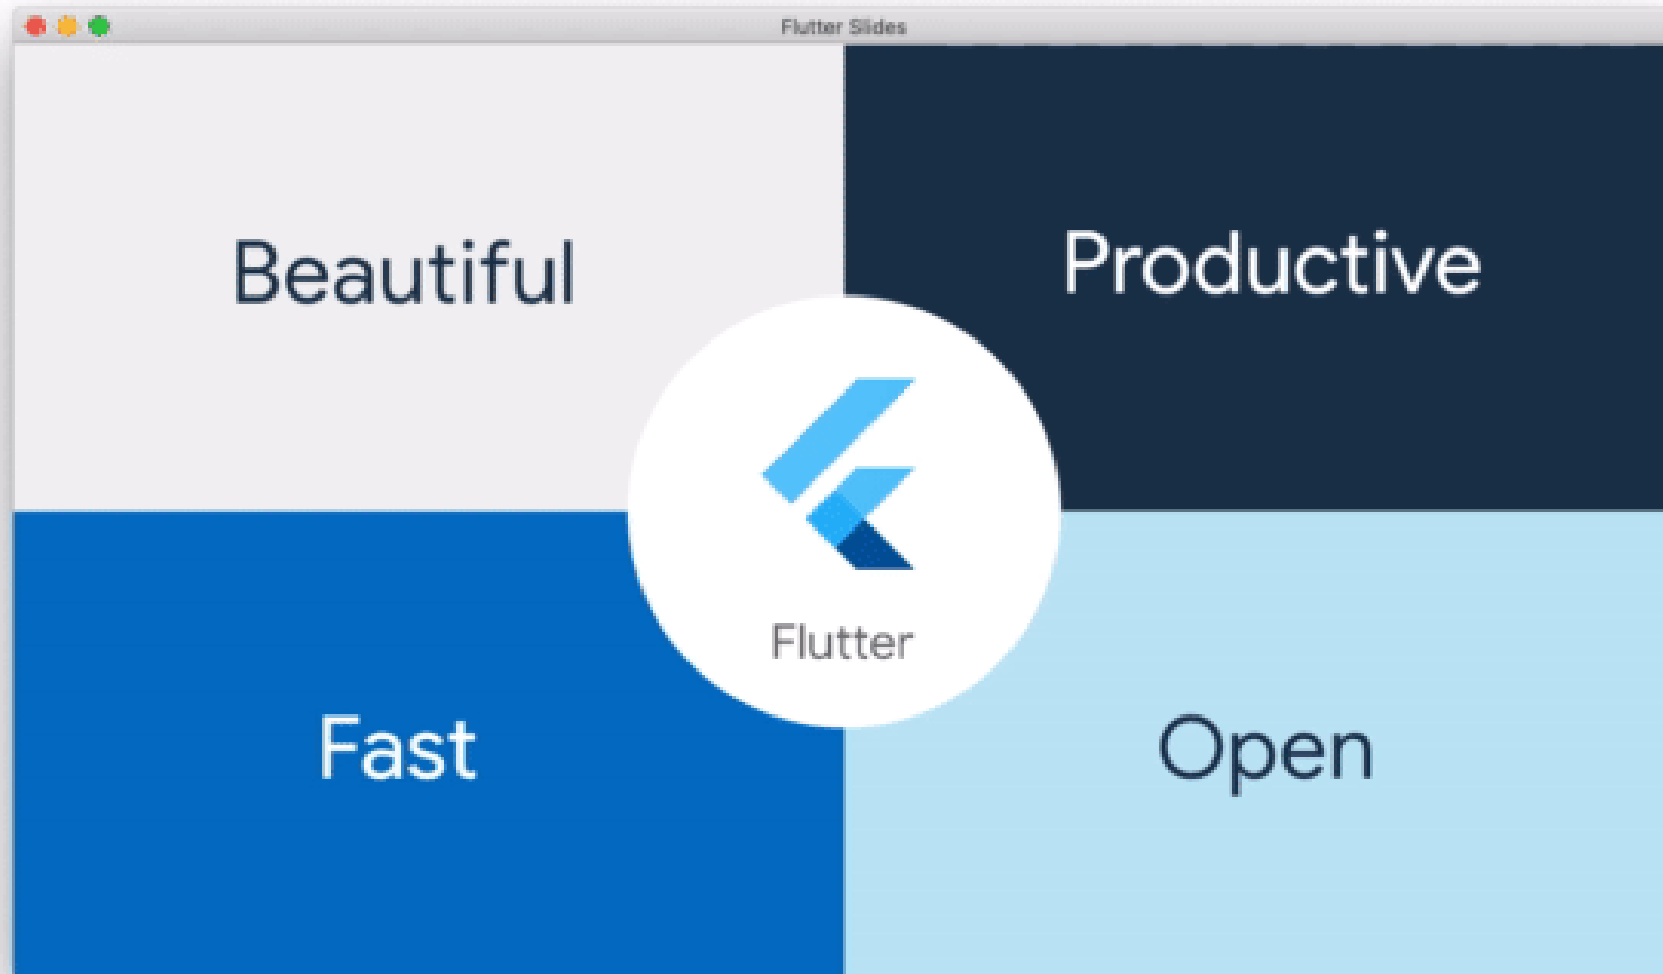 Flutter Slides
Beautiful
Productive
Flutter
Fast
Open